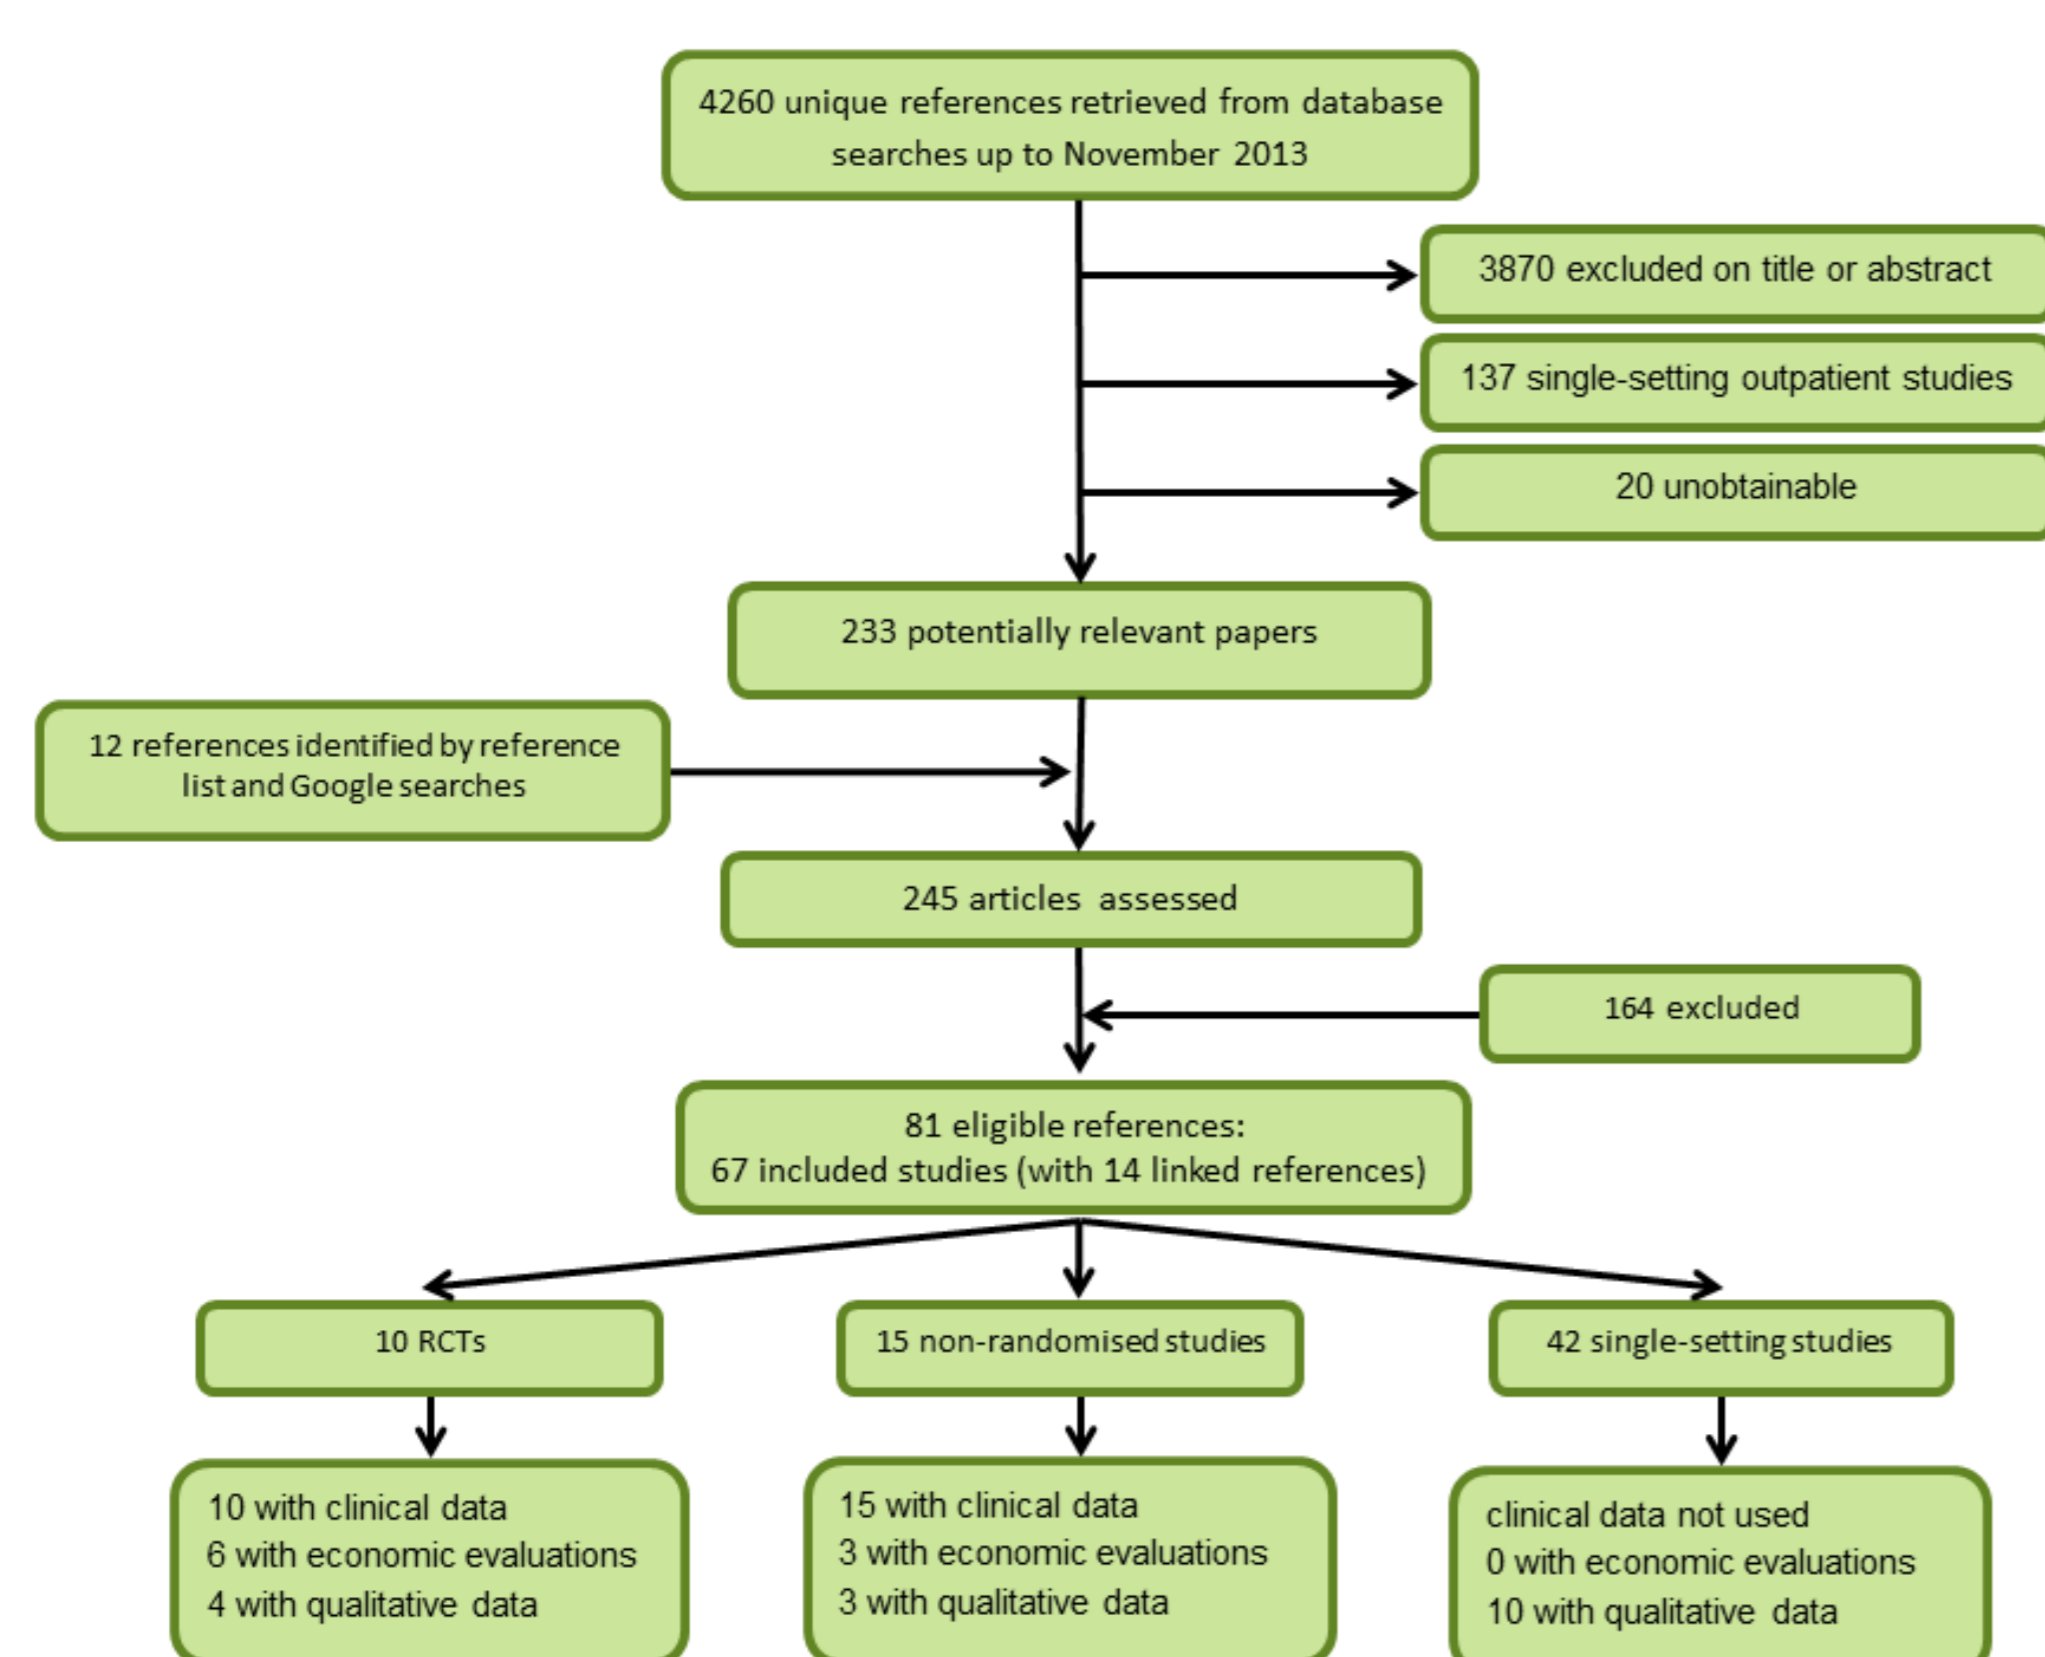 4260 unique references retrieved from database
searches up to November 2013
3870 excluded on title or abstract
137 single-setting outpatient studies
20 unobtainable
233 potentially relevant papers
12 references identified by reference
list and Google searches
245 articles assessed
164 excluded
81 eligible references:
67 included studies (with 14 linked references)
10 RCTs
15 non-randomised studies
42 single-setting studies
10 with clinical data
6 with economic evaluations
4 with qualitative data
15 with clinical data
3 with economic evaluations
3 with qualitative data
clinical data not used
0 with economic evaluations
10 with qualitative data